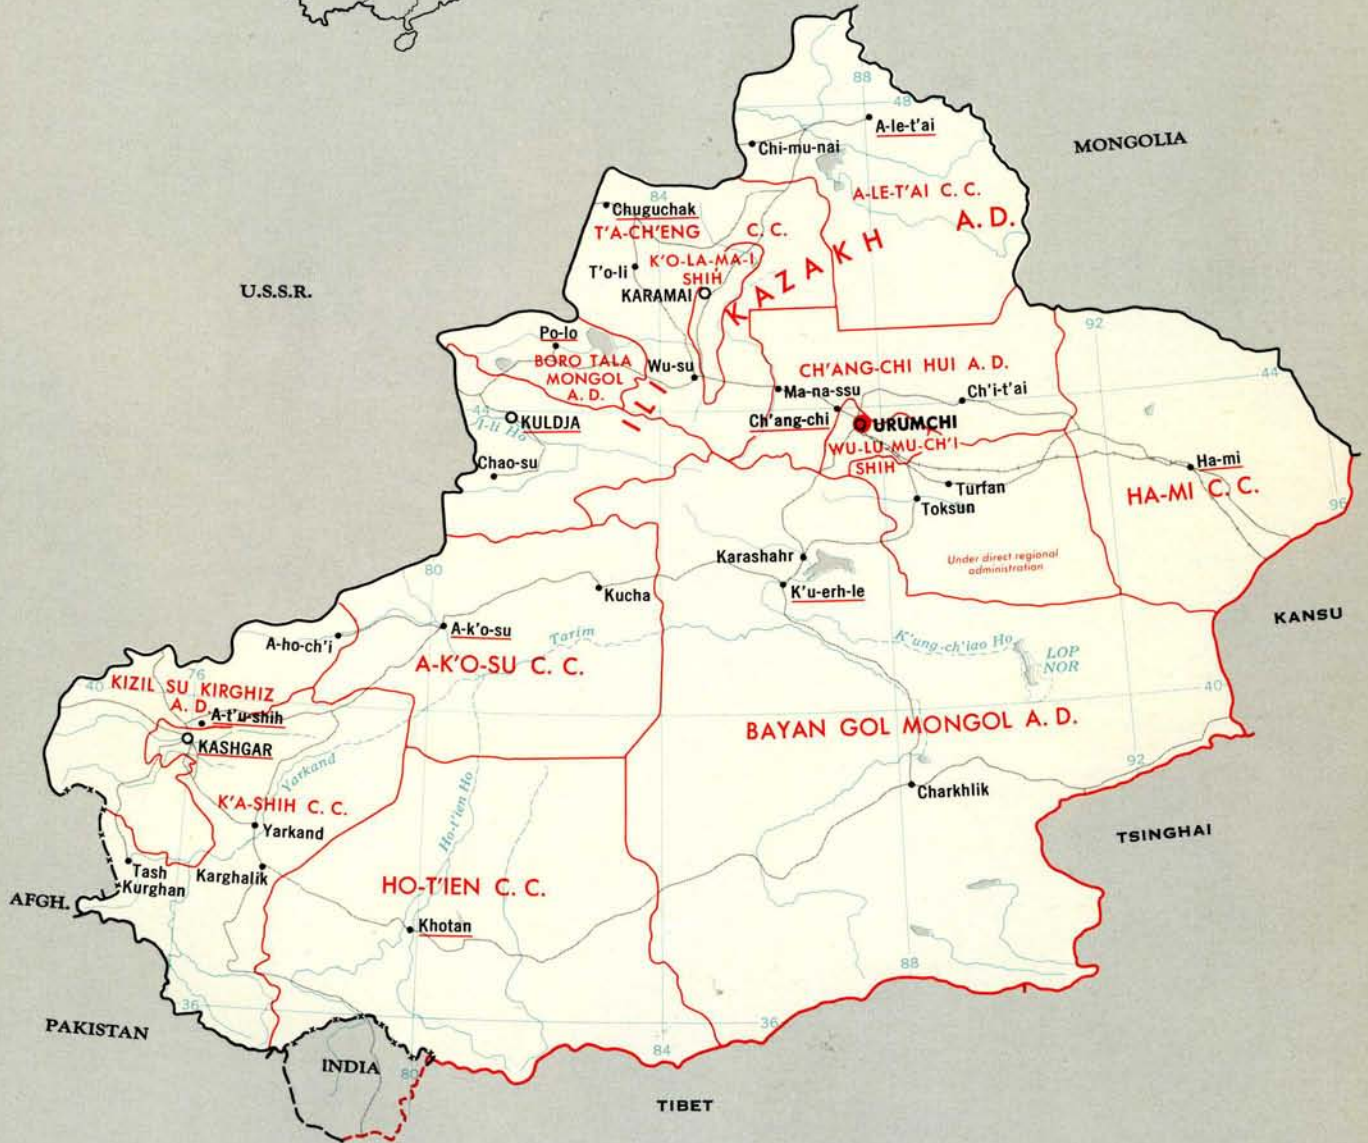 88
48
A-le-t'ai
Chi-mu-nai
MONGOLIA
A-LE-T'AI C. C.
84
Chuguchak
T'A-CH'ENG C. C.
KAZAKH A. D.
K'O-LA-MA-I
SHIH
T'o-li
KARAMAI
U.S.S.R.
92
Po-lo
BORO TALA
MONGOL
A. D.
Wu-su
CH'ANG-CHI HUI A. D.
44
Ma-na-ssu
Ch'i-t'ai
ILI
44
KULDJA
I-li Ho
Ch'ang-chi
URUMCHI
WU-LU-MU-CH'I
SHIH
Chao-su
Ha-mi
Turfan
HA-MI C. C.
Toksun
96
Karashahr
Under direct regional
administration
80
Kucha
K'u-erh-le
KANSU
A-k'o-su
A-ho-ch'i
Tarim
K'ung-ch'iao Ho
LOP
NOR
A-K'O-SU C. C.
76
40
KIZIL SU KIRGHIZ
A. D.
40
A-t'u-shih
BAYAN GOL MONGOL A. D.
KASHGAR
92
Yarkand
Charkhlik
K'A-SHIH C. C.
Ho-t'ien Ho
Yarkand
TSINGHAI
Tash
Kurghan
Karghalik
HO-T'IEN C. C.
AFGH.
Khotan
88
36
36
PAKISTAN
84
INDIA
80
TIBET